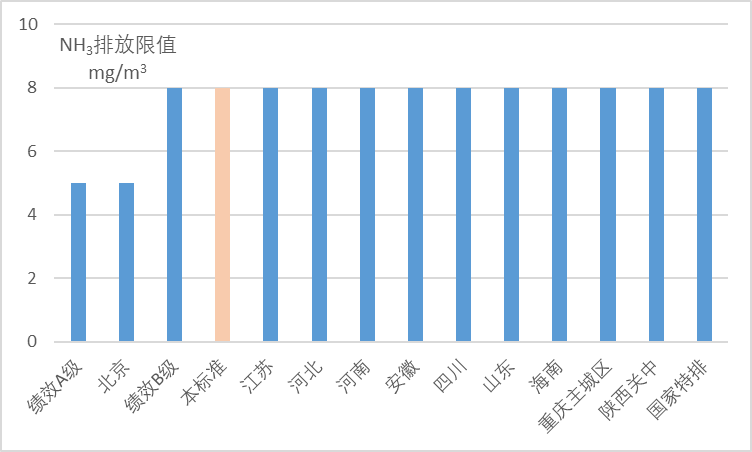 10
NH₃排放限值
mg/m³
8
6
4
2
0
绩效A级
北京
绩效B级
本标准
江苏
河北
河南
安徽
四川
山东
海南
重庆主城区
陕西关中
国家特排